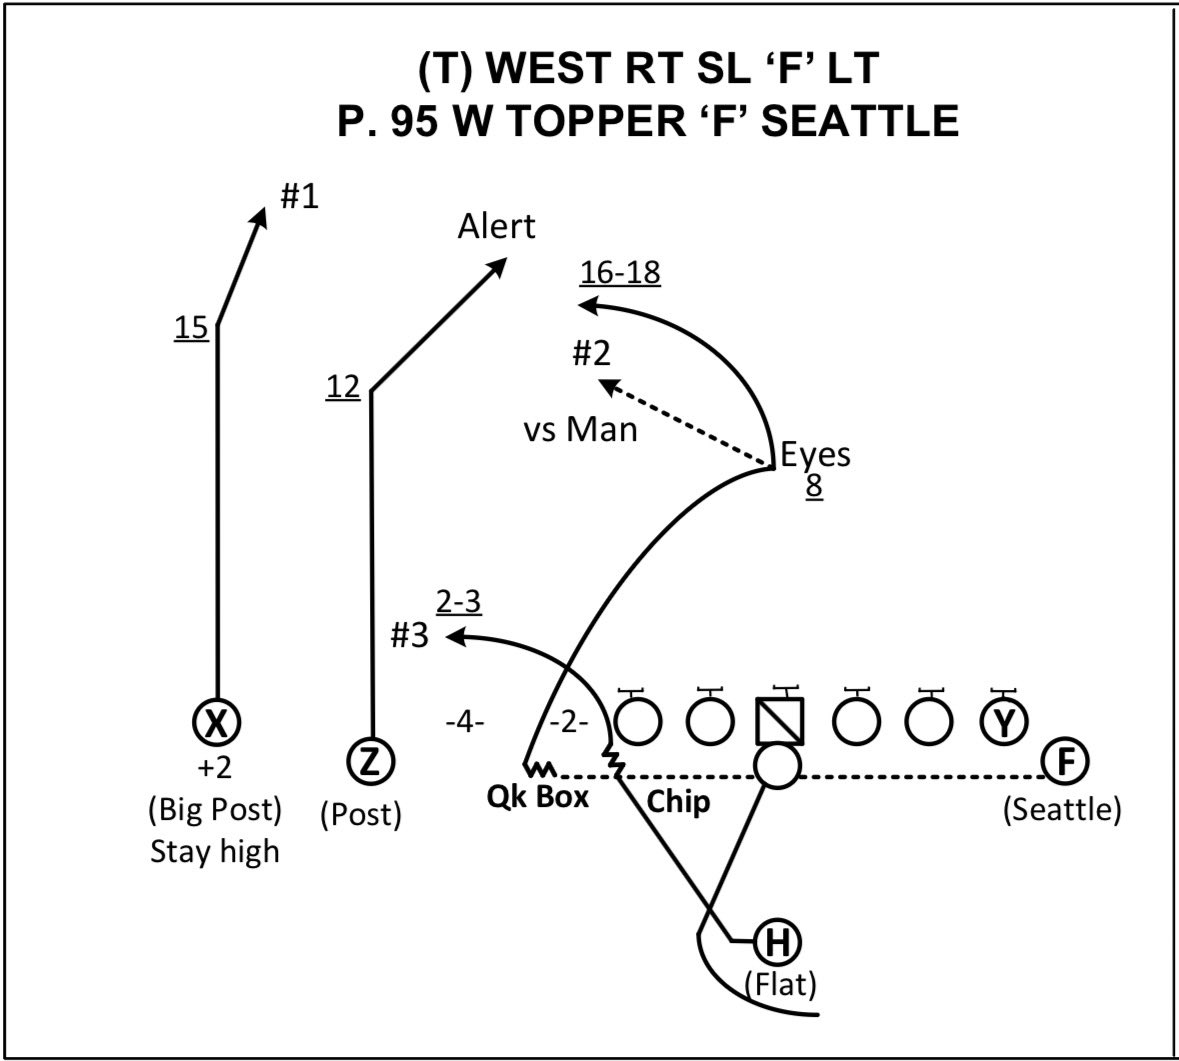 (T) WEST RT SL ‘F’ LT
P. 95 W TOPPER ‘F’ SEATTLE
#1
Alert
16-18
15
#2
12
vs Man
Eyes
8
2-3
#3
X
-4-
-2-
Y
Z
F
+2
Qk Box
Chip
(Big Post)
Stay high
(Post)
(Seattle)
H
(Flat)